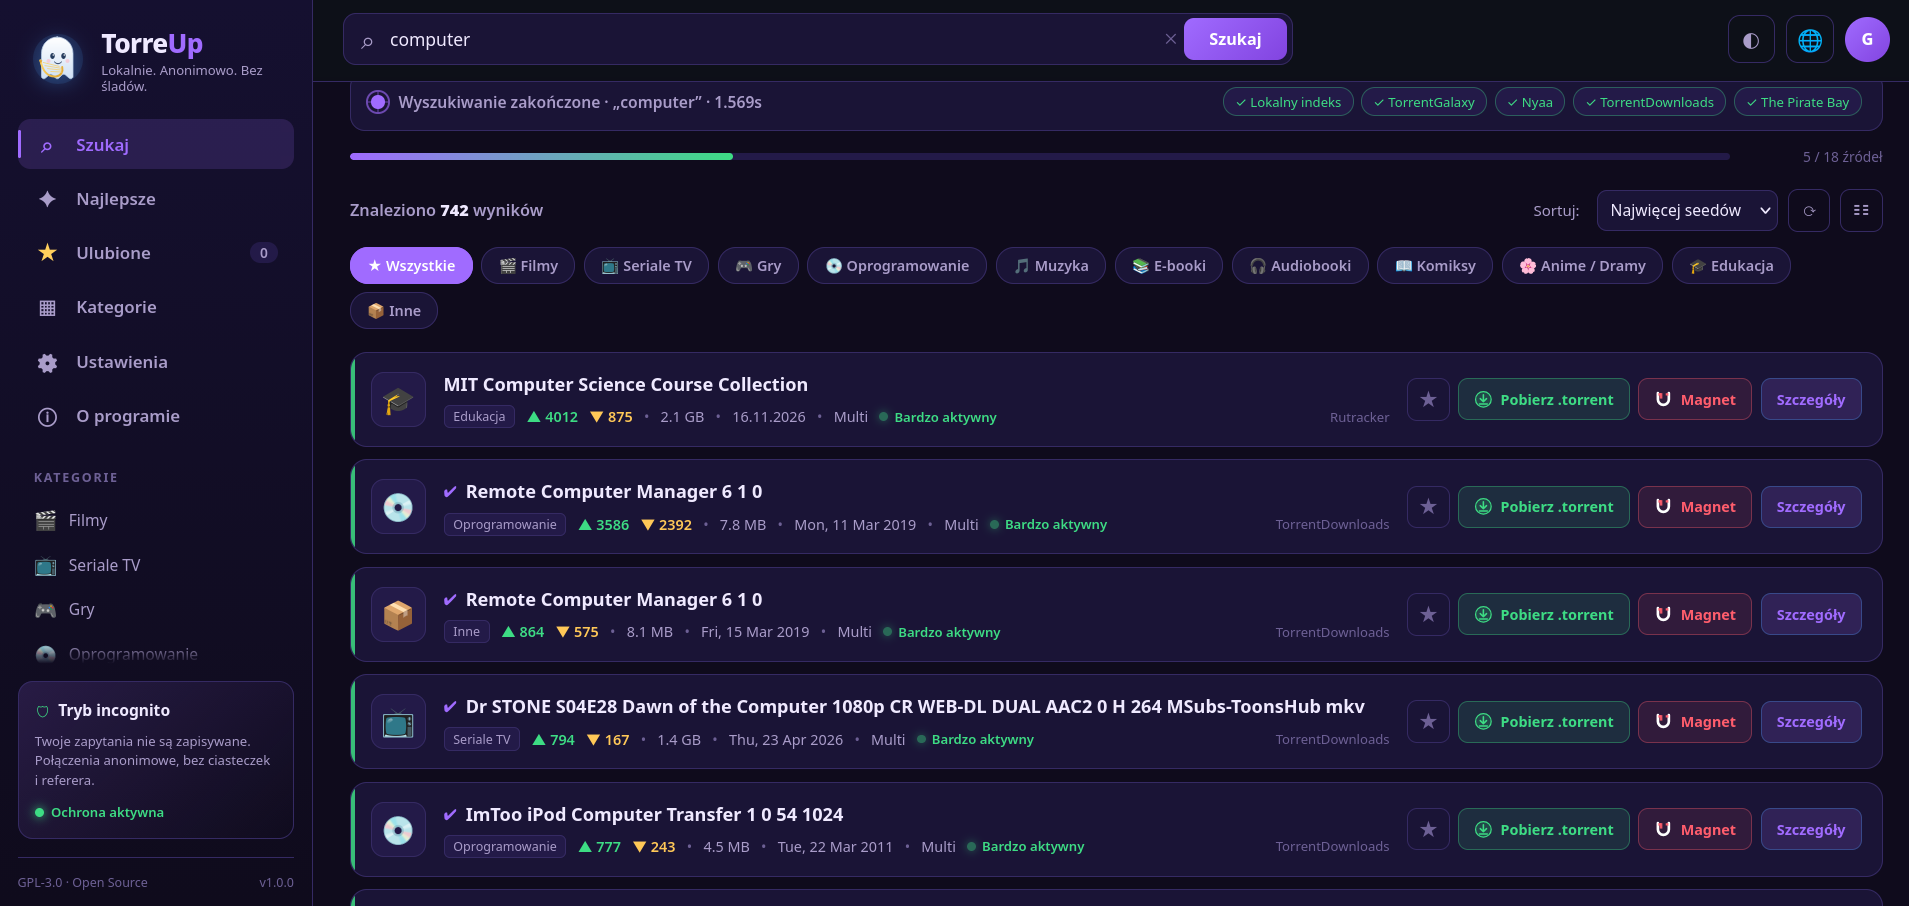 TorreUp
Lokalnie. Anonimowo. Bez
śladów.
Szukaj
Najlepsze
Ulubione 0
Kategorie
Ustawienia
O programie
KATEGORIE
Filmy
Seriale TV
Gry
Oprogramowanie
Tryb incognito
Twoje zapytania nie są zapisywane.
Połączenia anonimowe, bez ciasteczek
i referera.
Ochrona aktywna
GPL-3.0 · Open Source v1.0.0
computer × Szukaj G
Wyszukiwanie zakończone · „computer” · 1.569s ✓ Lokalny indeks ✓ TorrentGalaxy ✓ Nyaa ✓ TorrentDownloads ✓ The Pirate Bay
5 / 18 źródeł
Znaleziono 742 wyników Sortuj: Najwięcej seedów
★ Wszystkie Filmy Seriale TV Gry Oprogramowanie Muzyka E-booki Audiobooki Komiksy Anime / Dramy Edukacja
Inne
MIT Computer Science Course Collection
Edukacja ▲ 4012 ▼ 875 • 2.1 GB • 16.11.2026 • Multi Bardzo aktywny Rutracker ★ Pobierz .torrent Magnet Szczegóły
✔ Remote Computer Manager 6 1 0
Oprogramowanie ▲ 3586 ▼ 2392 • 7.8 MB • Mon, 11 Mar 2019 • Multi Bardzo aktywny TorrentDownloads ★ Pobierz .torrent Magnet Szczegóły
✔ Remote Computer Manager 6 1 0
Inne ▲ 864 ▼ 575 • 8.1 MB • Fri, 15 Mar 2019 • Multi Bardzo aktywny TorrentDownloads ★ Pobierz .torrent Magnet Szczegóły
✔ Dr STONE S04E28 Dawn of the Computer 1080p CR WEB-DL DUAL AAC2 0 H 264 MSubs-ToonsHub mkv
Seriale TV ▲ 794 ▼ 167 • 1.4 GB • Thu, 23 Apr 2026 • Multi Bardzo aktywny TorrentDownloads ★ Pobierz .torrent Magnet Szczegóły
✔ ImToo iPod Computer Transfer 1 0 54 1024
Oprogramowanie ▲ 777 ▼ 243 • 4.5 MB • Tue, 22 Mar 2011 • Multi Bardzo aktywny TorrentDownloads ★ Pobierz .torrent Magnet Szczegóły